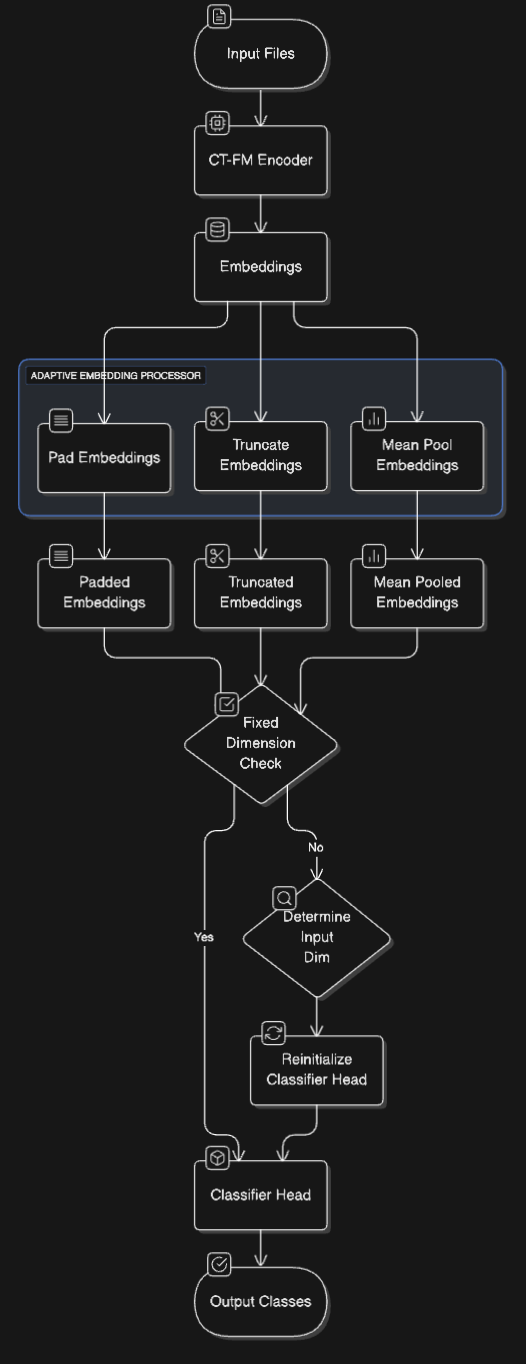 Input Files
CT-FM Encoder
Embeddings
ADAPTIVE EMBEDDING PROCESSOR
Pad Embeddings
Truncate
Embeddings
Mean Pool
Embeddings
Padded
Embeddings
Truncated
Embeddings
Mean Pooled
Embeddings
Fixed
Dimension
Check
No
Yes
Determine
Input
Dim
Reinitialize
Classifier Head
Classifier Head
Output Classes